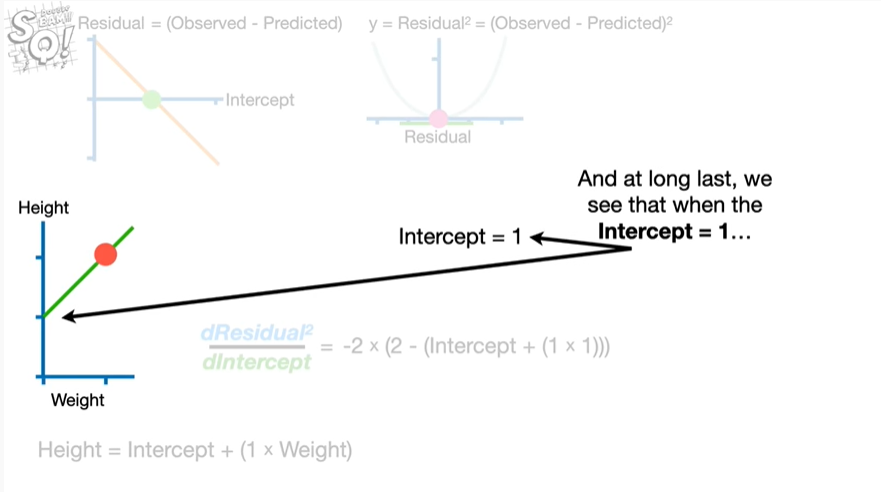 StatQuest!
Residual = (Observed - Predicted)
y = Residual² = (Observed - Predicted)²
Intercept
Residual
And at long last, we
see that when the
Intercept = 1...
Height
Intercept = 1
dResidual²
dIntercept
= -2 × (2 - (Intercept + (1 × 1)))
Weight
Height = Intercept + (1 × Weight)